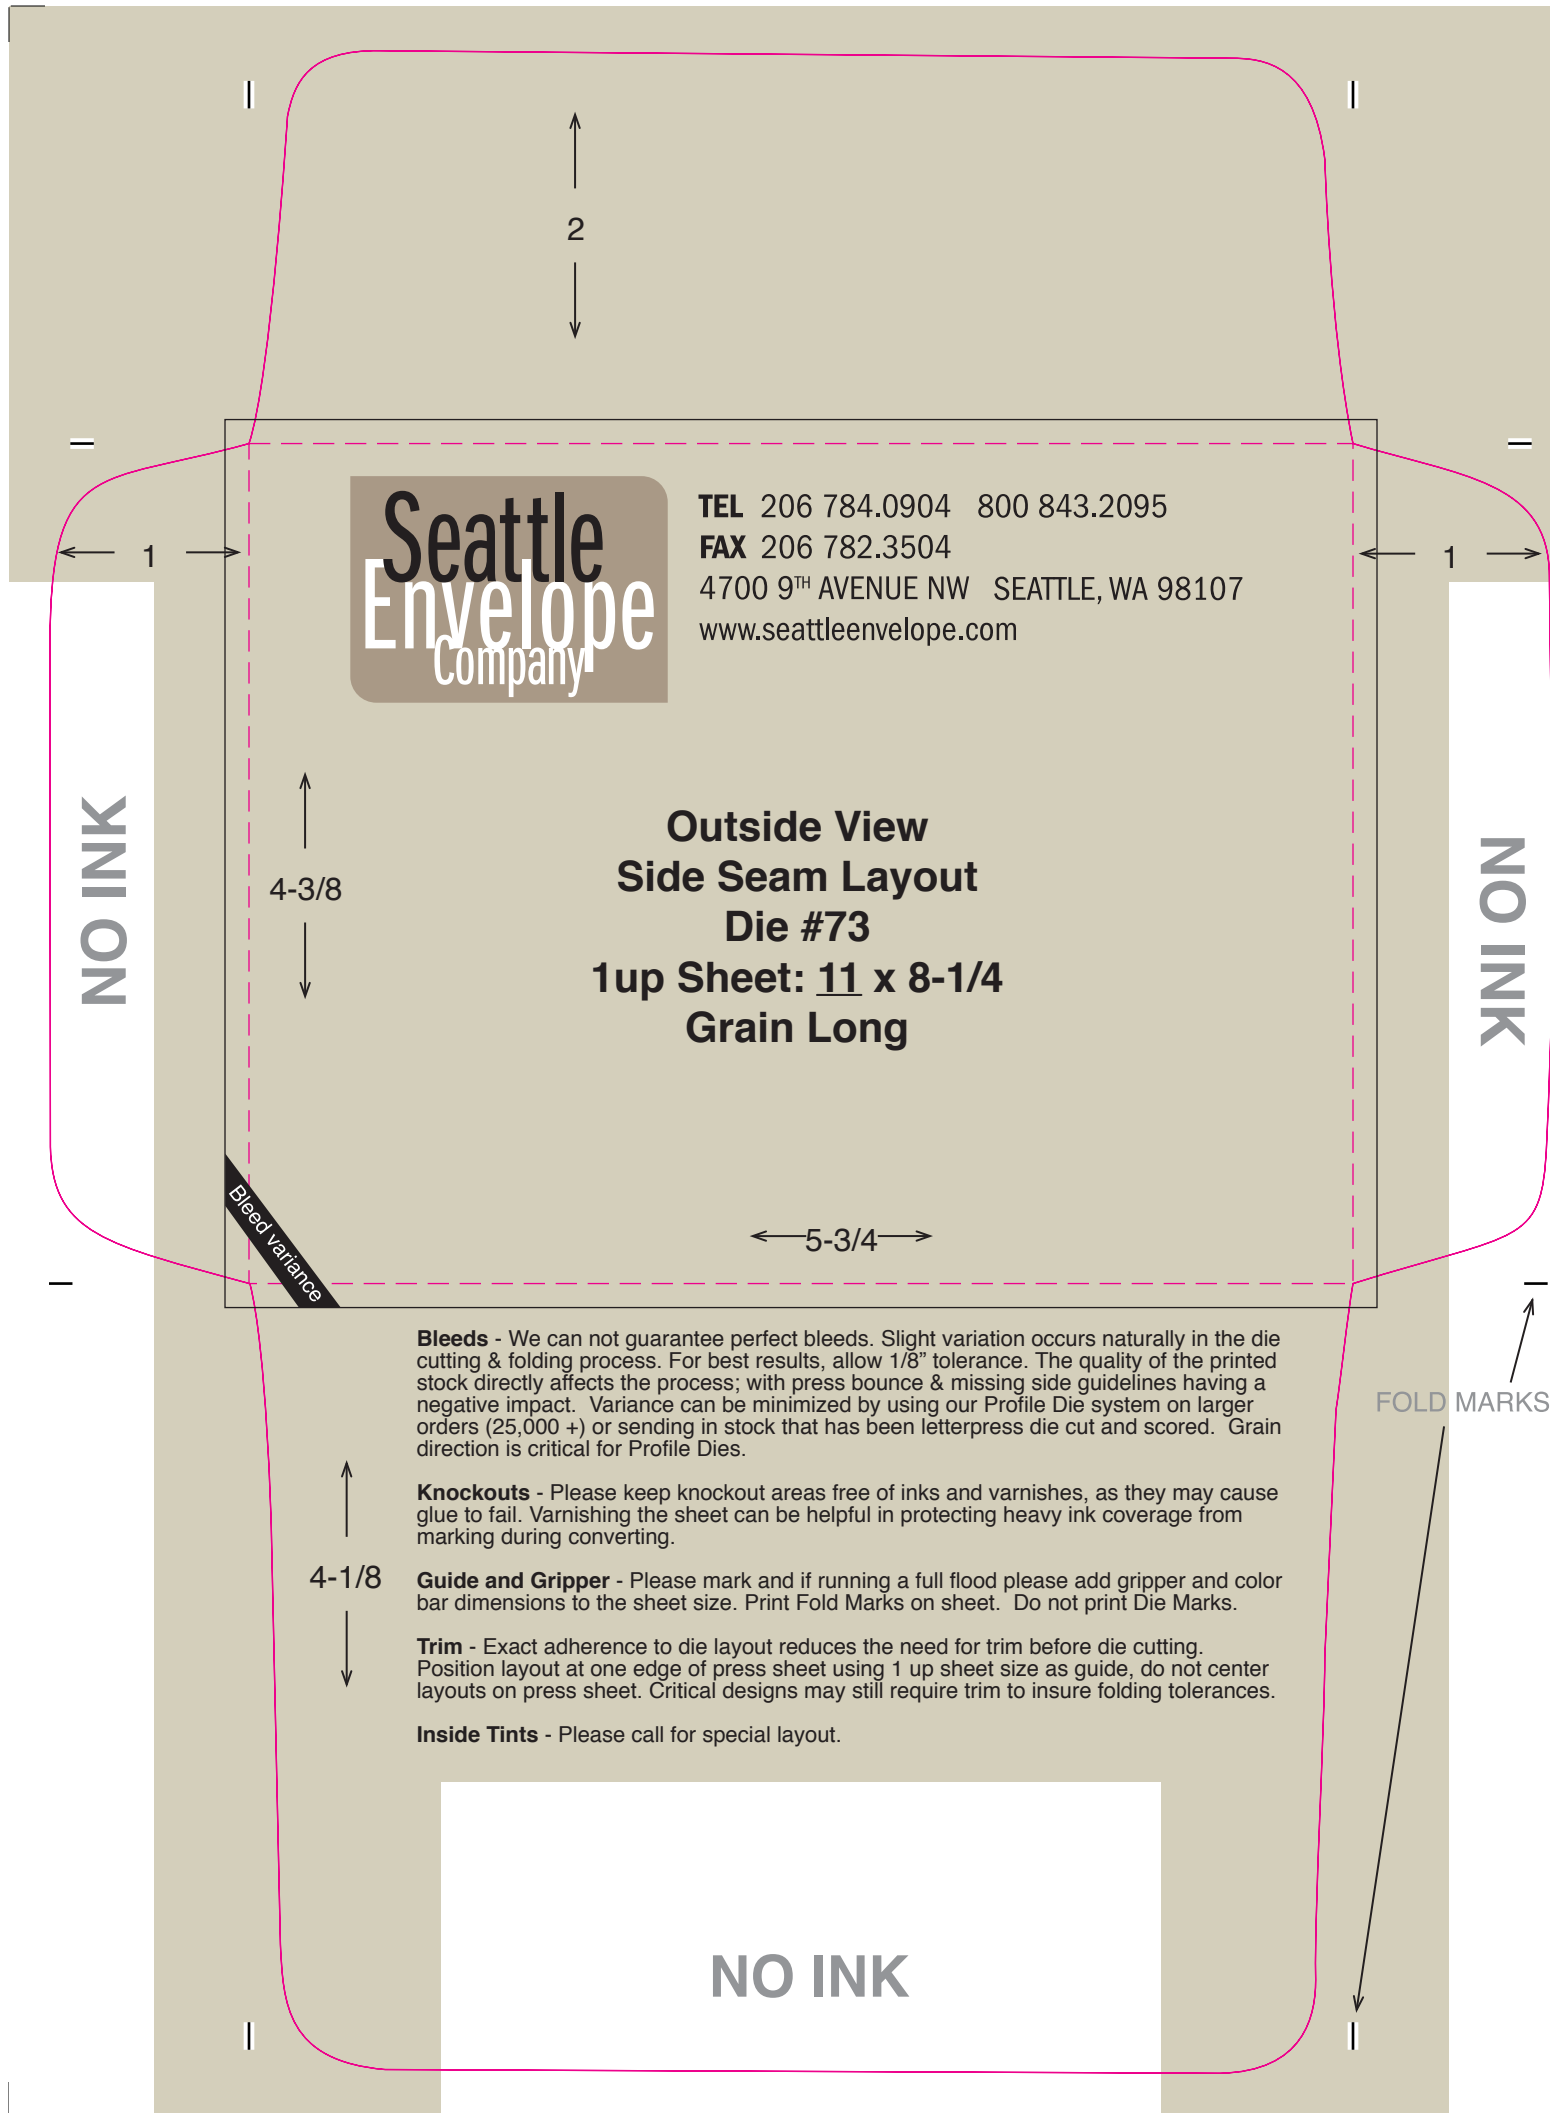 2
Seattle
Envelope
Company
TEL 206 784.0904 800 843.2095
FAX 206 782.3504
4700 9TH AVENUE NW SEATTLE, WA 98107
www.seattleenvelope.com
1
1
NO INK
4-3/8
Outside View
Side Seam Layout
Die #73
1up Sheet: 11 x 8-1/4
Grain Long
NO INK
Bleed variance
5-3/4
Bleeds - We can not guarantee perfect bleeds. Slight variation occurs naturally in the die
cutting & folding process. For best results, allow 1/8” tolerance. The quality of the printed
stock directly affects the process; with press bounce & missing side guidelines having a
negative impact.  Variance can be minimized by using our Profile Die system on larger
orders (25,000 +) or sending in stock that has been letterpress die cut and scored.  Grain
direction is critical for Profile Dies.
FOLD MARKS
Knockouts - Please keep knockout areas free of inks and varnishes, as they may cause
glue to fail. Varnishing the sheet can be helpful in protecting heavy ink coverage from
marking during converting.
4-1/8
Guide and Gripper - Please mark and if running a full flood please add gripper and color
bar dimensions to the sheet size. Print Fold Marks on sheet.  Do not print Die Marks.
Trim - Exact adherence to die layout reduces the need for trim before die cutting.
Position layout at one edge of press sheet using 1 up sheet size as guide, do not center
layouts on press sheet. Critical designs may still require trim to insure folding tolerances.
Inside Tints - Please call for special layout.
NO INK